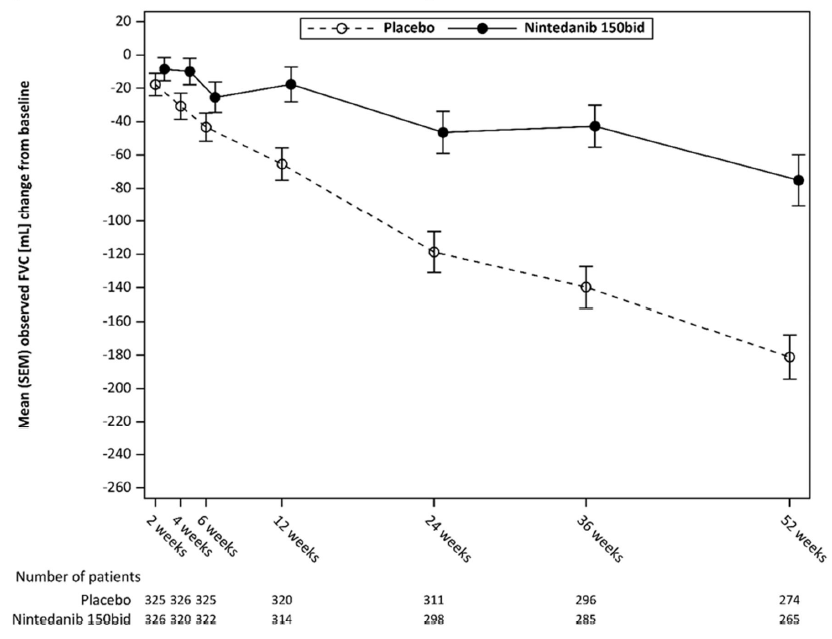 Placebo Nintedanib 150bid
Mean (SEM) observed FVC [mL] change from baseline
20
0
-20
-40
-60
-80
-100
-120
-140
-160
-180
-200
-220
-240
-260
2 weeks 4 weeks 6 weeks 12 weeks 24 weeks 36 weeks 52 weeks
Number of patients
Placebo 325 326 325 320 311 296 274
Nintedanib 150bid 326 320 322 314 298 285 265